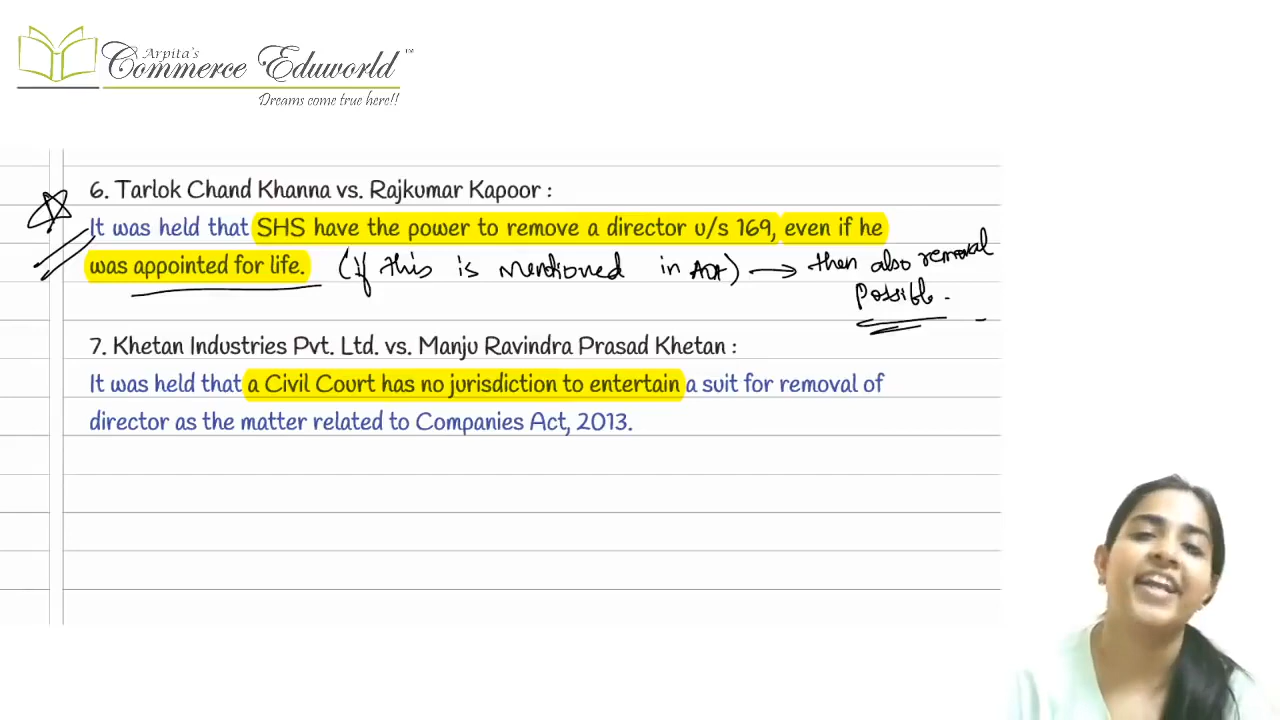 Arpita's
Commerce Eduworld™
Dreams come true here!!
6. Tarlok Chand Khanna vs. Rajkumar Kapoor :
It was held that SHS have the power to remove a director u/s 169, even if he
was appointed for life. (If this is mentioned in AOA) → then also removal
possible.
7. Khetan Industries Pvt. Ltd. vs. Manju Ravindra Prasad Khetan :
It was held that a Civil Court has no jurisdiction to entertain a suit for removal of
director as the matter related to Companies Act, 2013.